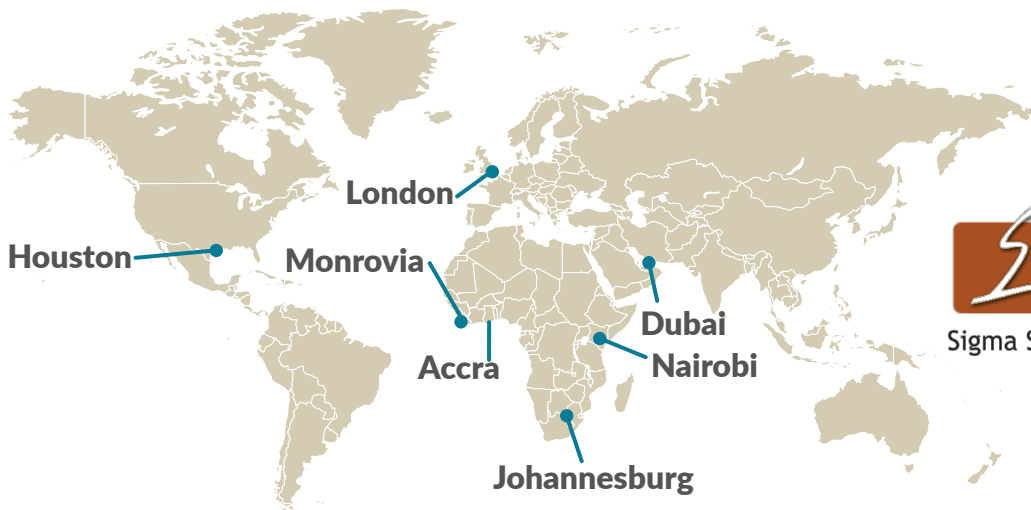 London
Houston
Monrovia
Dubai
Accra
Nairobi
Sigma S
Johannesburg